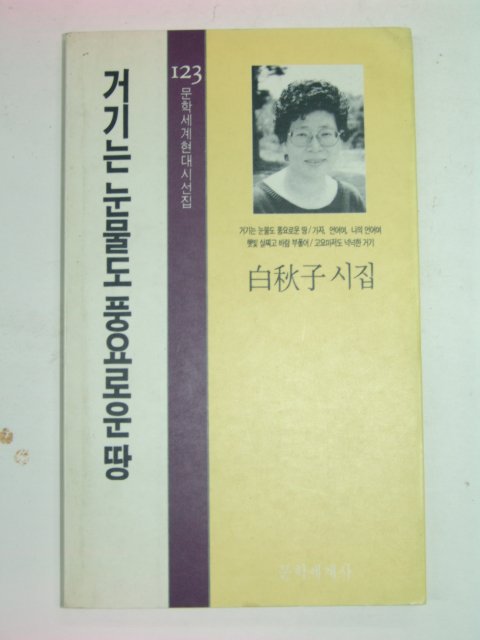 거기는 눈물도 풍요로운 땅
123
문학세계현대시선집
거기는 눈물도 풍요로운 땅 / 가자, 언어여, 나의 언어여
햇빛 살찌고 바람 부풀어 / 고요마저도 넉넉한 거기
白秋子 시집
문학세계사